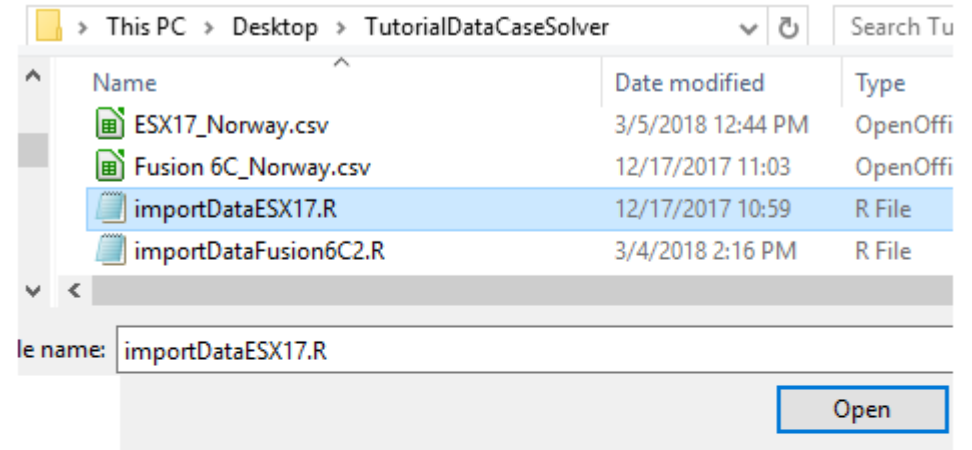 This PC > Desktop > TutorialDataCaseSolver Search Tu
Name Date modified Type
ESX17_Norway.csv 3/5/2018 12:44 PM OpenOffi
Fusion 6C_Norway.csv 12/17/2017 11:03 OpenOffi
importDataESX17.R 12/17/2017 10:59 R File
importDataFusion6C2.R 3/4/2018 2:16 PM R File
le name: importDataESX17.R
Open